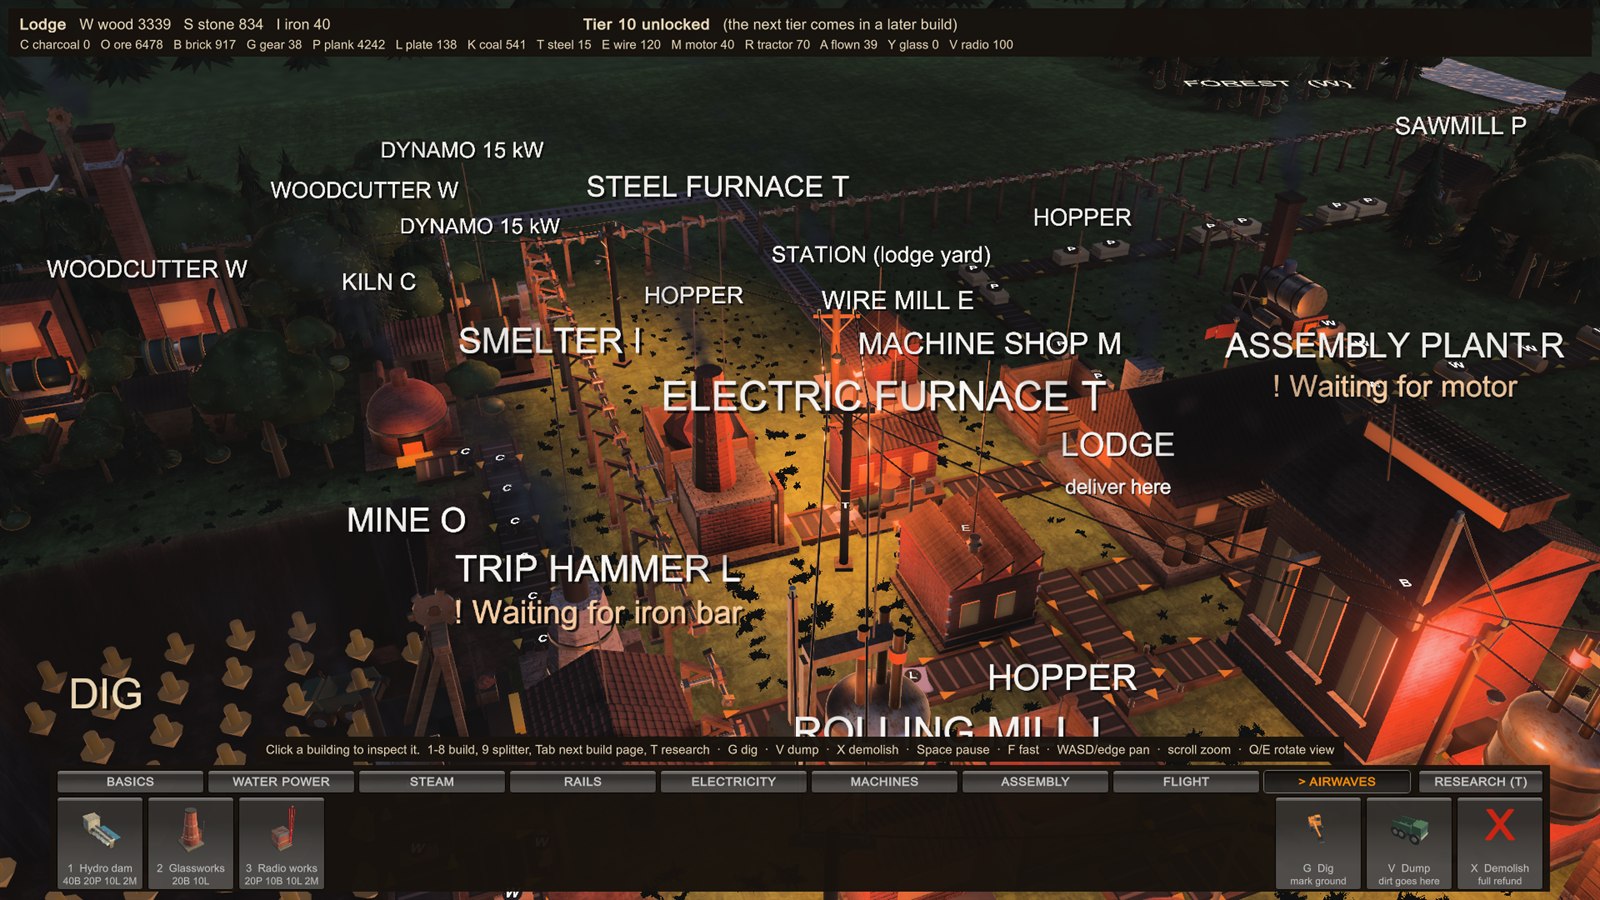 Lodge W wood 3339 S stone 834 I iron 40
Tier 10 unlocked (the next tier comes in a later build)
C charcoal 0 O ore 6478 B brick 917 G gear 38 P plank 4242 L plate 138 K coal 541 T steel 15 E wire 120 M motor 40 R tractor 70 A flown 39 Y glass 0 V radio 100
FOREST (W)
SAWMILL P
DYNAMO 15 kW
WOODCUTTER W
STEEL FURNACE T
HOPPER
DYNAMO 15 kW
STATION (lodge yard)
WOODCUTTER W
KILN C
HOPPER
WIRE MILL E
SMELTER I
MACHINE SHOP M
ASSEMBLY PLANT R
! Waiting for motor
ELECTRIC FURNACE T
LODGE
deliver here
MINE O
TRIP HAMMER L
! Waiting for iron bar
HOPPER
DIG
ROLLING MILL L
Click a building to inspect it. 1-8 build, 9 splitter, Tab next build page, T research · G dig · V dump · X demolish · Space pause · F fast · WASD/edge pan · scroll zoom · Q/E rotate view
BASICS
WATER POWER
STEAM
RAILS
ELECTRICITY
MACHINES
ASSEMBLY
FLIGHT
> AIRWAVES
RESEARCH (T)
1 Hydro dam
40B 20P 10L 2M
2 Glassworks
20B 10L
3 Radio works
20P 10B 10L 2M
G Dig
mark ground
V Dump
dirt goes here
X Demolish
full refund